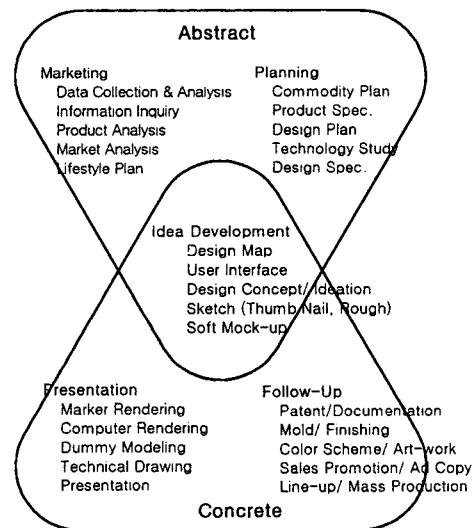 Abstract
Marketing
Data Collection & Analysis
Information Inquiry
Product Analysis
Market Analysis
Lifestyle Plan
Planning
Commodity Plan
Product Spec.
Design Plan
Technology Study
Design Spec.
Idea Development
Design Map
User Interface
Design Concept/ Ideation
Sketch (Thumb Nail, Rough)
Soft Mock-up
Presentation
Marker Rendering
Computer Rendering
Dummy Modeling
Technical Drawing
Presentation
Follow-Up
Patent/Documentation
Mold/ Finishing
Color Scheme/ Art-work
Sales Promotion/ Ad Copy
Line-up/ Mass Production
Concrete